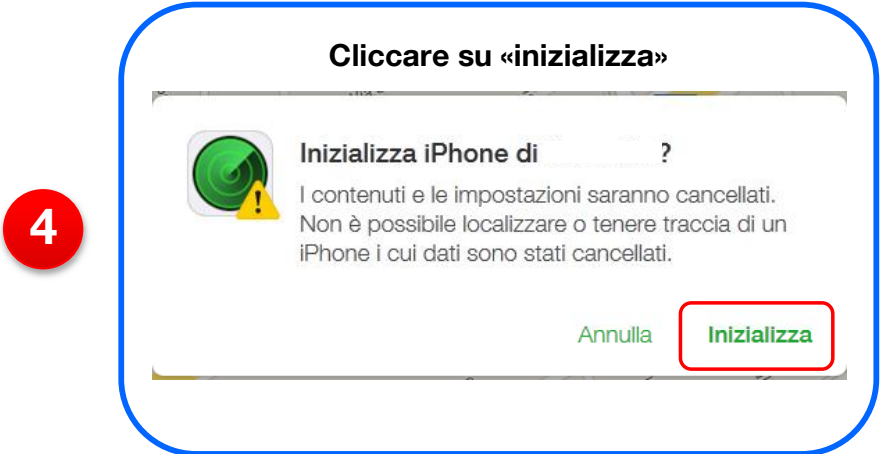 Cliccare su «inizializza»
Inizializza iPhone di ?
I contenuti e le impostazioni saranno cancellati.
Non è possibile localizzare o tenere traccia di un
iPhone i cui dati sono stati cancellati.
4
Annulla Inizializza